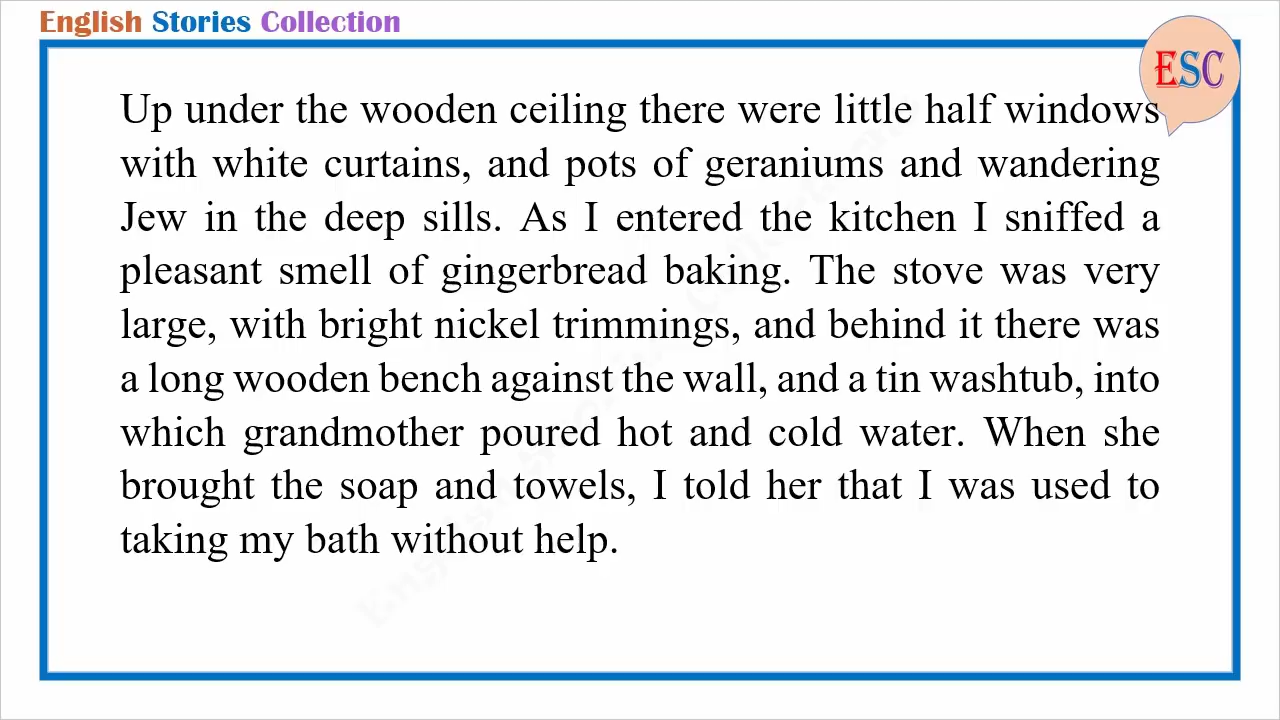 English Stories Collection
ESC
Up under the wooden ceiling there were little half windows
with white curtains, and pots of geraniums and wandering
Jew in the deep sills. As I entered the kitchen I sniffed a
pleasant smell of gingerbread baking. The stove was very
large, with bright nickel trimmings, and behind it there was
a long wooden bench against the wall, and a tin washtub, into
which grandmother poured hot and cold water. When she
brought the soap and towels, I told her that I was used to
taking my bath without help.